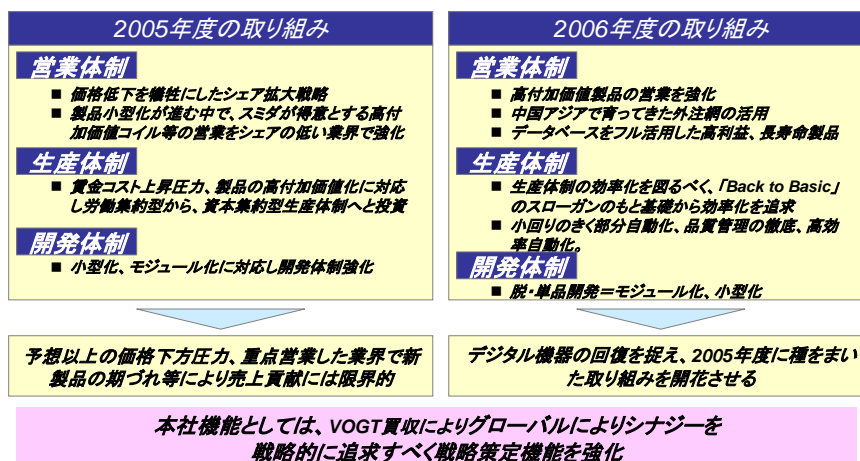 2005年度の取り組み
営業体制
■ 価格低下を犠牲にしたシェア拡大戦略
■ 製品小型化が進む中で、スミダが得意とする高付
加価値コイル等の営業をシェアの低い業界で強化
生産体制
■ 賃金コスト上昇圧力、製品の高付加価値化に対応
し労働集約型から、資本集約型生産体制へと投資
開発体制
■ 小型化、モジュール化に対応し開発体制強化
予想以上の価格下方圧力、重点営業した業界で新
製品の期づれ等により売上貢献には限界的
2006年度の取り組み
営業体制
■ 高付加価値製品の営業を強化
■ 中国アジアで育ってきた外注網の活用
■ データベースをフル活用した高利益、長寿命製品
生産体制
■ 生産体制の効率化を図るべく、「Back to Basic」
のスローガンのもと基礎から効率化を追求
■ 小回りのきく部分自動化、品質管理の徹底、高効
率自動化。
開発体制
■ 脱・単品開発＝モジュール化、小型化
デジタル機器の回復を捉え、2005年度に種をまい
た取り組みを開花させる
本社機能としては、VOGT買収によりグローバルによりシナジーを
戦略的に追求すべく戦略策定機能を強化